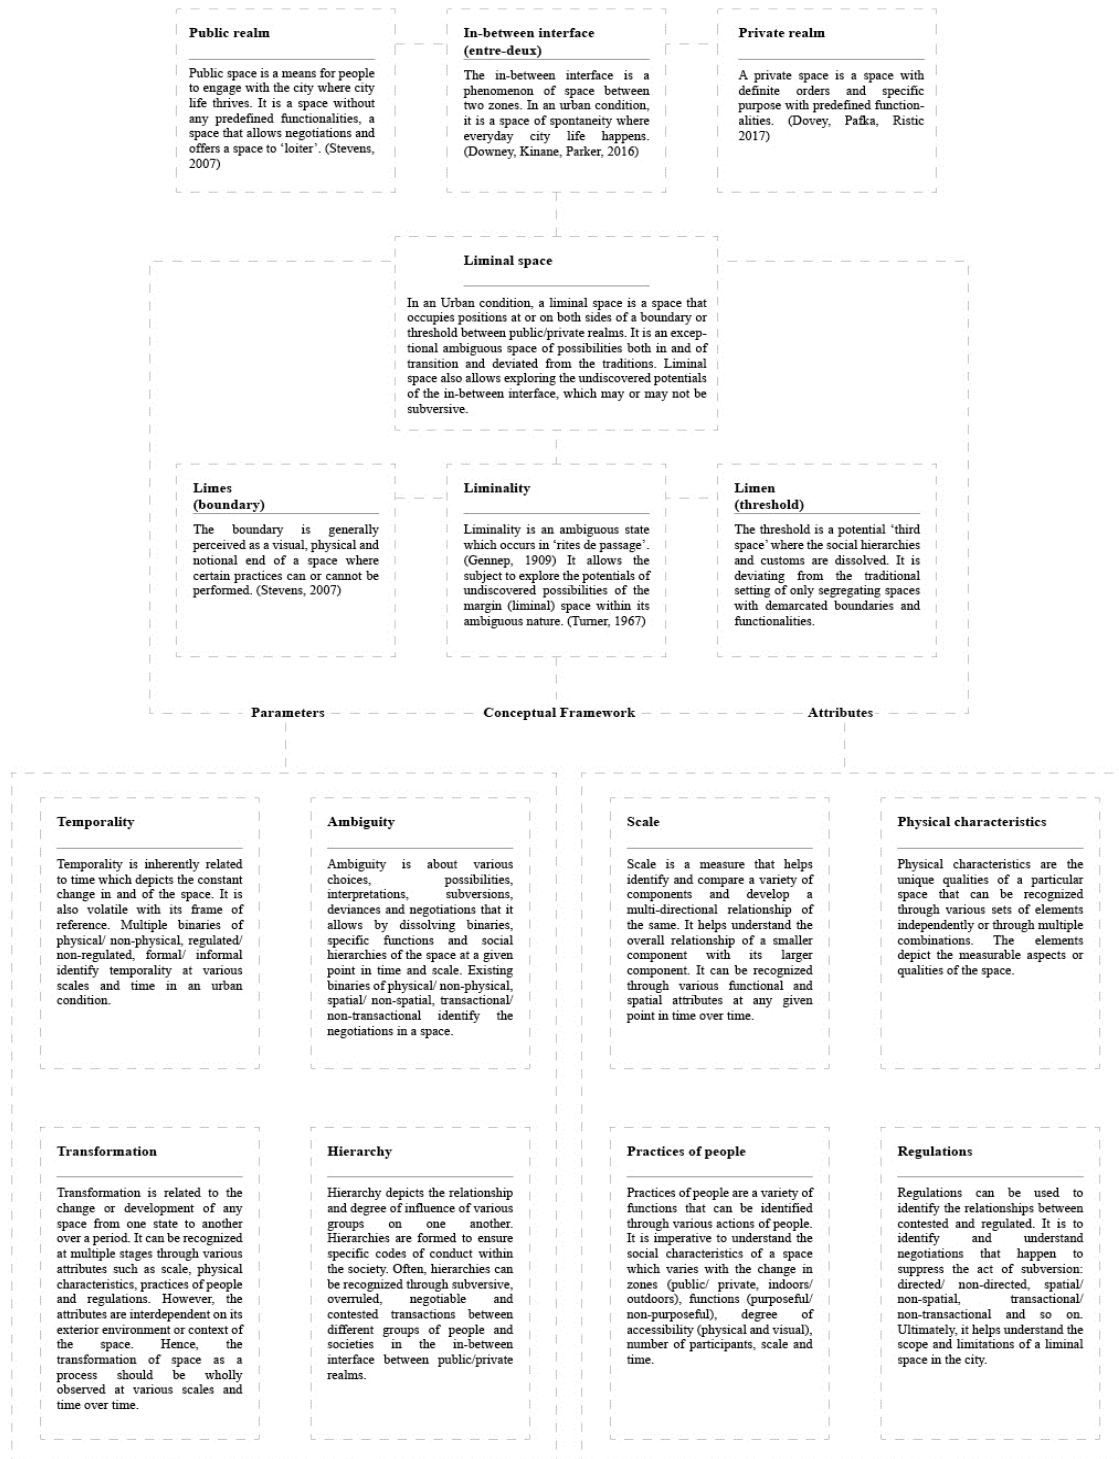 Public realm
Public space is a means for people
to engage with the city where city
life thrives. It is a space without
any predefined functionalities, a
space that allows negotiations and
offers a space to ‘loiter’. (Stevens,
2007)
In-between interface
(entre-deux)
The in-between interface is a
phenomenon of space between
two zones. In an urban condition,
it is a space of spontaneity where
everyday city life happens.
(Downey, Kinane, Parker, 2016)
Private realm
A private space is a space with
definite orders and specific
purpose with predefined function-
alities. (Dovey, Pafka, Ristic
2017)
Liminal space
In an Urban condition, a liminal space is a space that
occupies positions at or on both sides of a boundary or
threshold between public/private realms. It is an excep-
tional ambiguous space of possibilities both in and of
transition and deviated from the traditions. Liminal
space also allows exploring the undiscovered potentials
of the in-between interface, which may or may not be
subversive.
Limes
(boundary)
The boundary is generally
perceived as a visual, physical and
notional end of a space where
certain practices can or cannot be
performed. (Stevens, 2007)
Liminality
Liminality is an ambiguous state
which occurs in ‘rites de passage’.
(Gennep, 1909) It allows the
subject to explore the potentials of
undiscovered possibilities of the
margin (liminal) space within its
ambiguous nature. (Turner, 1967)
Limen
(threshold)
The threshold is a potential ‘third
space’ where the social hierarchies
and customs are dissolved. It is
deviating from the traditional
setting of only segregating spaces
with demarcated boundaries and
functionalities.
Parameters
Conceptual Framework
Attributes
Temporality
Temporality is inherently related
to time which depicts the constant
change in and of the space. It is
also volatile with its frame of
reference. Multiple binaries of
physical/ non-physical, regulated/
non-regulated, formal/ informal
identify temporality at various
scales and time in an urban
condition.
Ambiguity
Ambiguity is about various
choices, possibilities,
interpretations, subversions,
deviances and negotiations that it
allows by dissolving binaries,
specific functions and social
hierarchies of the space at a given
point in time and scale. Existing
binaries of physical/ non-physical,
spatial/ non-spatial, transactional/
non-transactional identify the
negotiations in a space.
Scale
Scale is a measure that helps
identify and compare a variety of
components and develop a
multi-directional relationship of
the same. It helps understand the
overall relationship of a smaller
component with its larger
component. It can be recognized
through various functional and
spatial attributes at any given
point in time over time.
Physical characteristics
Physical characteristics are the
unique qualities of a particular
space that can be recognized
through various sets of elements
independently or through multiple
combinations. The elements
depict the measurable aspects or
qualities of the space.
Transformation
Transformation is related to the
change or development of any
space from one state to another
over a period. It can be recognized
at multiple stages through various
attributes such as scale, physical
characteristics, practices of people
and regulations. However, the
attributes are interdependent on its
exterior environment or context of
the space. Hence, the
transformation of space as a
process should be wholly
observed at various scales and
time over time.
Hierarchy
Hierarchy depicts the relationship
and degree of influence of various
groups on one another.
Hierarchies are formed to ensure
specific codes of conduct within
the society. Often, hierarchies can
be recognized through subversive,
overruled, negotiable and
contested transactions between
different groups of people and
societies in the in-between
interface between public/private
realms.
Practices of people
Practices of people are a variety of
functions that can be identified
through various actions of people.
It is imperative to understand the
social characteristics of a space
which varies with the change in
zones (public/ private, indoors/
outdoors), functions (purposeful/
non-purposeful), degree of
accessibility (physical and visual),
number of participants, scale and
time.
Regulations
Regulations can be used to
identify the relationships between
contested and regulated. It is to
identify and understand
negotiations that happen to
suppress the act of subversion:
directed/ non-directed, spatial/
non-spatial, transactional/
non-transactional and so on.
Ultimately, it helps understand the
scope and limitations of a liminal
space in the city.